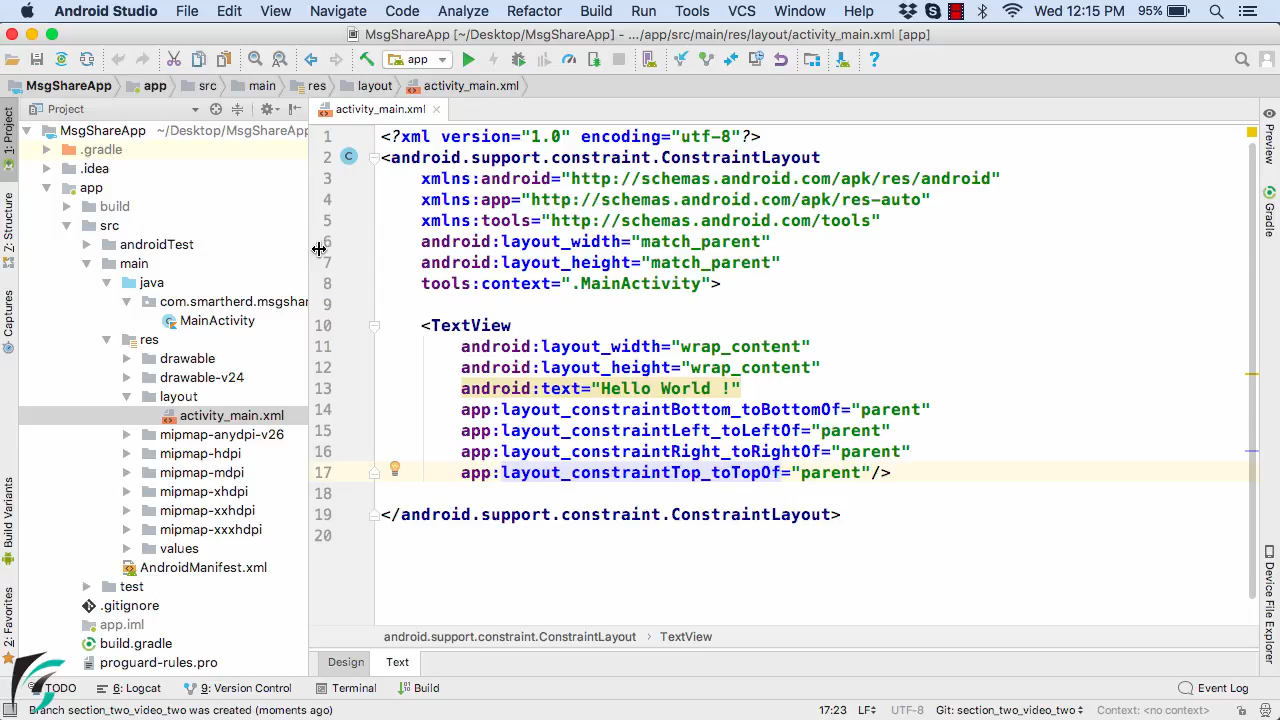 Android Studio File Edit View Navigate Code Analyze Refactor Build Run Tools VCS Window Help Wed 12:15 PM 95%
MsgShareApp [~/Desktop/MsgShareApp] - .../app/src/main/res/layout/activity_main.xml [app]
app
MsgShareApp app src main res layout activity_main.xml
Project
activity_main.xml
1: Project
Z: Structure
Captures
Build Variants
2: Favorites
MsgShareApp ~/Desktop/MsgShareApp
.gradle
.idea
app
build
src
androidTest
main
java
com.smartherd.msgshar
MainActivity
res
drawable
drawable-v24
layout
activity_main.xml
mipmap-anydpi-v26
mipmap-hdpi
mipmap-mdpi
mipmap-xhdpi
mipmap-xxhdpi
mipmap-xxxhdpi
values
AndroidManifest.xml
test
.gitignore
app.iml
build.gradle
proguard-rules.pro
1 <?xml version="1.0" encoding="utf-8"?>
2 C <android.support.constraint.ConstraintLayout
3 xmlns:android="http://schemas.android.com/apk/res/android"
4 xmlns:app="http://schemas.android.com/apk/res-auto"
5 xmlns:tools="http://schemas.android.com/tools"
6 android:layout_width="match_parent"
7 android:layout_height="match_parent"
8 tools:context=".MainActivity">
9
10 <TextView
11 android:layout_width="wrap_content"
12 android:layout_height="wrap_content"
13 android:text="Hello World !"
14 app:layout_constraintBottom_toBottomOf="parent"
15 app:layout_constraintLeft_toLeftOf="parent"
16 app:layout_constraintRight_toRightOf="parent"
17 app:layout_constraintTop_toTopOf="parent"/>
18
19 </android.support.constraint.ConstraintLayout>
20
Preview
Gradle
Device File Explorer
android.support.constraint.ConstraintLayout › TextView
Design Text
TODO 6: Logcat 9: Version Control Terminal Build Event Log
Branch section_two_video_two was created (moments ago) 17:23 LF UTF-8 Git: section_two_video_two Context: <no context>